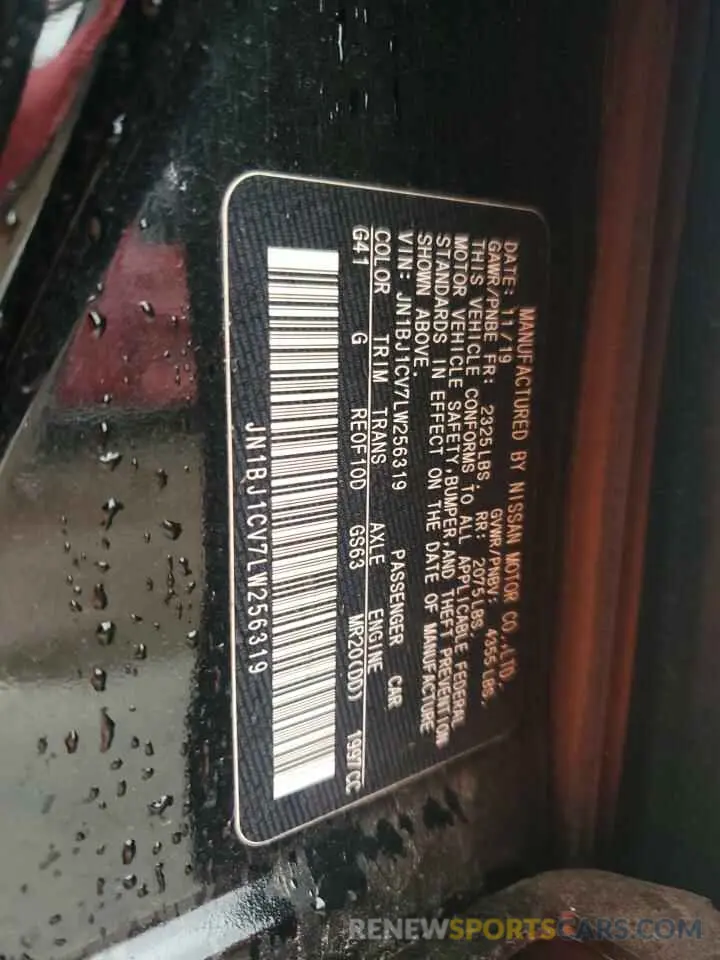 MANUFACTURED BY NISSAN MOTOR CO.,LTD.
DATE: 11/19 GVWR/PNBV: 4355 LBS,
GAWR/PNBE FR: 2325LBS. RR: 2075LBS.
THIS VEHICLE CONFORMS TO ALL APPLICABLE FEDERAL
MOTOR VEHICLE SAFETY,BUMPER,AND THEFT PREVENTION
STANDARDS IN EFFECT ON THE DATE OF MANUFACTURE
SHOWN ABOVE.
VIN: JN1BJ1CV7LW256319 PASSENGER CAR
COLOR TRIM TRANS AXLE ENGINE
G41 G RE0F10D GS63 MR20(DD) 1997CC
JN1BJ1CV7LW256319
RENEWSPORTSCARS.COM